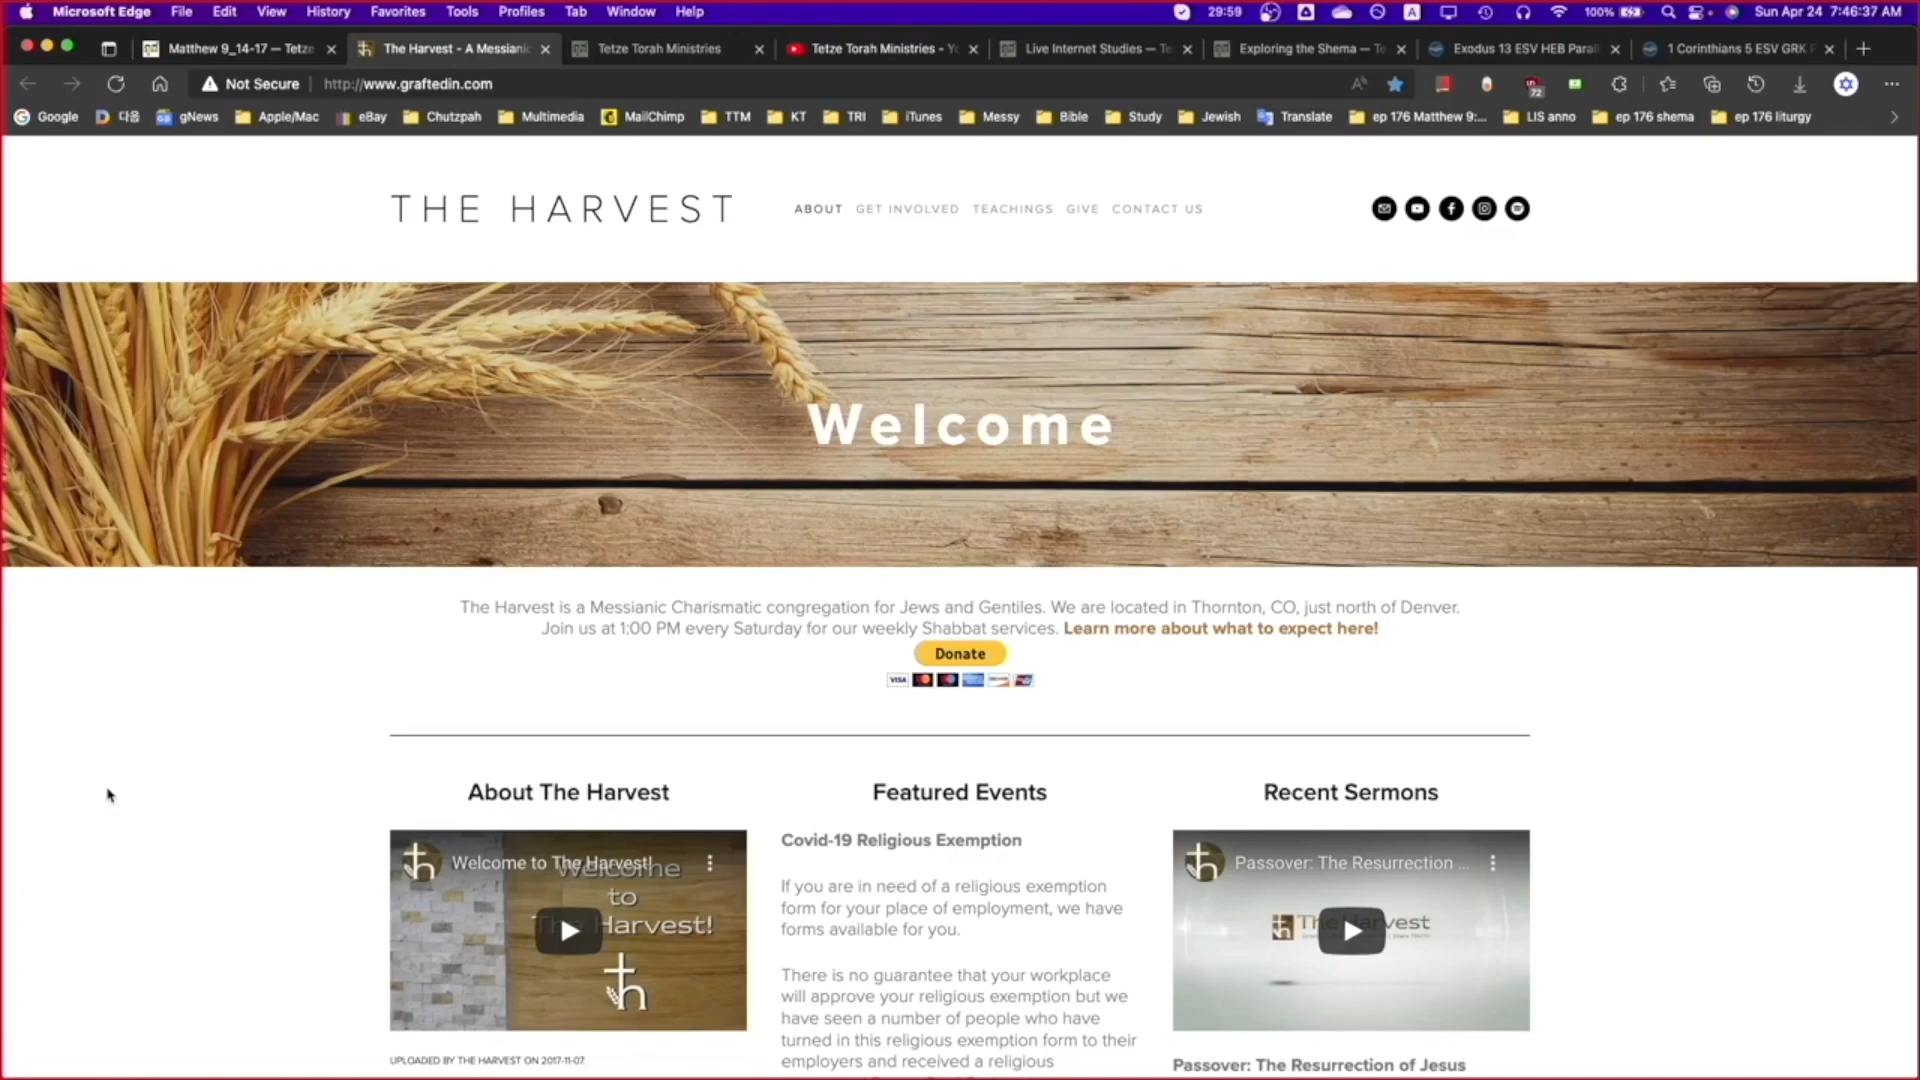 Microsoft Edge File Edit View History Favorites Tools Profiles Tab Window Help 29:59 A 100% Sun Apr 24 7:46:37 AM
Matthew 9_14-17 — Tetze The Harvest - A Messianic Tetze Torah Ministries Tetze Torah Ministries - Live Internet Studies — Te Exploring the Shema — Te Exodus 13 ESV HEB Paral 1 Corinthians 5 ESV GRK
Not Secure http://www.graftedin.com 72
Google 다음 gNews Apple/Mac eBay Chutzpah Multimedia MailChimp TTM KT TRI iTunes Messy Bible Study Jewish Translate ep 176 Matthew 9:... LIS anno ep 176 shema ep 176 liturgy
THE HARVEST
ABOUT GET INVOLVED TEACHINGS GIVE CONTACT US
Welcome
The Harvest is a Messianic Charismatic congregation for Jews and Gentiles. We are located in Thornton, CO, just north of Denver.
Join us at 1:00 PM every Saturday for our weekly Shabbat services. Learn more about what to expect here!
Donate
VISA
About The Harvest
Welcome to The Harvest!
Welcome
to
The Harvest!
UPLOADED BY THE HARVEST ON 2017-11-07.
Featured Events
Covid-19 Religious Exemption
If you are in need of a religious exemption
form for your place of employment, we have
forms available for you.
There is no guarantee that your workplace
will approve your religious exemption but we
have seen a number of people who have
turned in this religious exemption form to their
employers and received a religious
Recent Sermons
Passover: The Resurrection ...
The Harvest
Passover: The Resurrection of Jesus